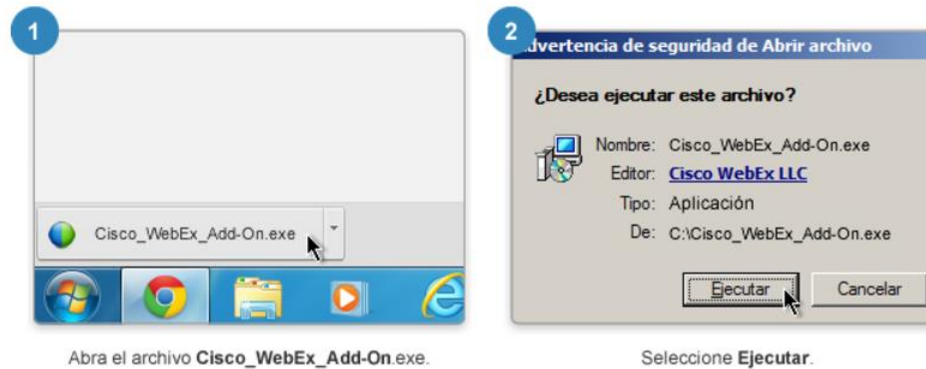 1
Cisco_WebEx_Add-On.exe
Abra el archivo Cisco_WebEx_Add-On.exe.
2
dvertencia de seguridad de Abrir archivo
¿Desea ejecutar este archivo?
Nombre: Cisco_WebEx_Add-On.exe
Editor: Cisco WebEx LLC
Tipo: Aplicación
De: C:\Cisco_WebEx_Add-On.exe
Ejecutar
Cancelar
Seleccione Ejecutar.